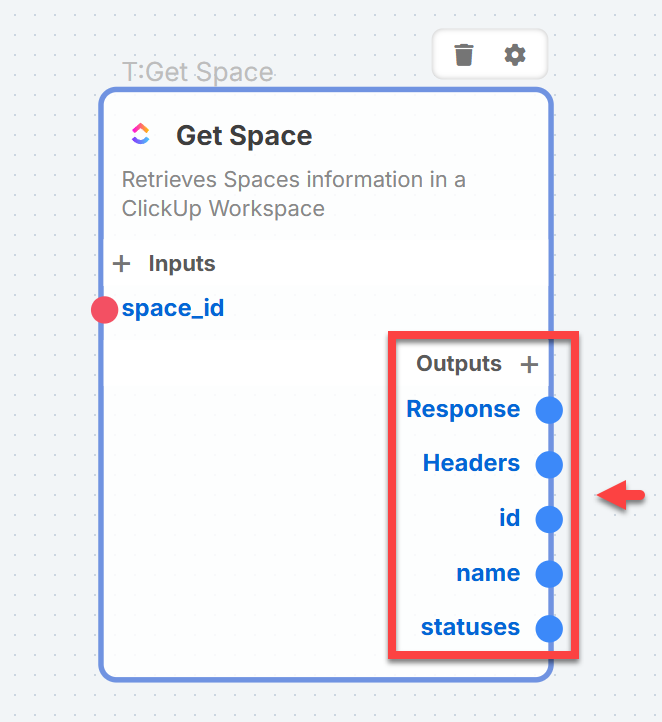 T:Get Space
Get Space
Retrieves Spaces information in a
ClickUp Workspace
+ Inputs
space_id
Outputs +
Response
Headers
id
name
statuses